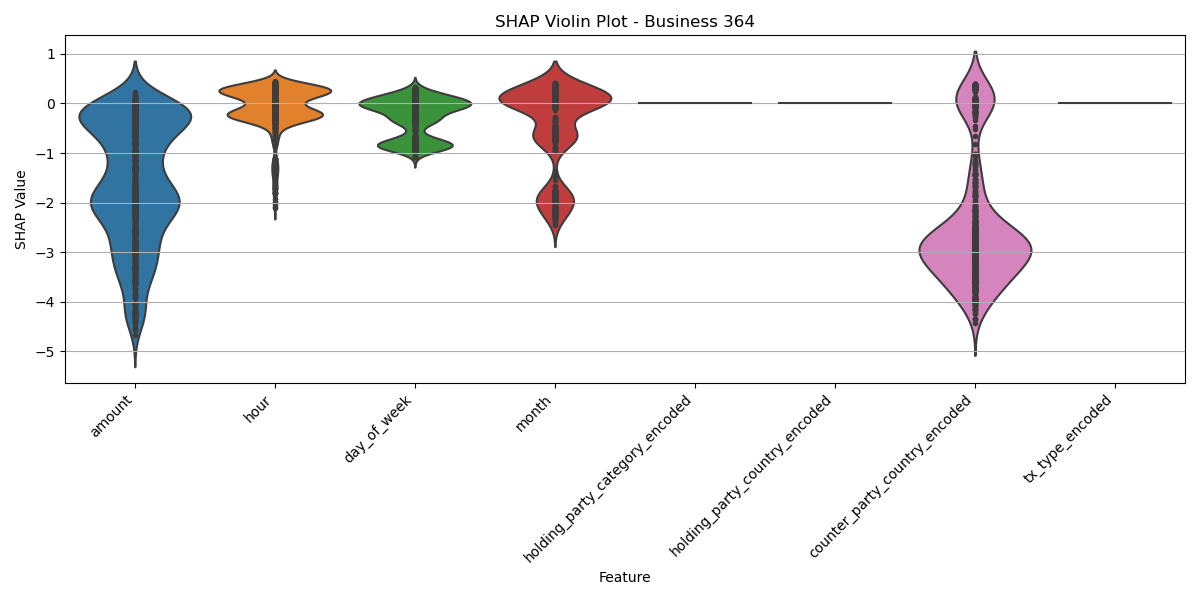 SHAP Violin Plot - Business 364
SHAP Value
1
0
−1
−2
−3
−4
−5
amount
hour
day_of_week
month
holding_party_category_encoded
holding_party_country_encoded
counter_party_country_encoded
tx_type_encoded
Feature